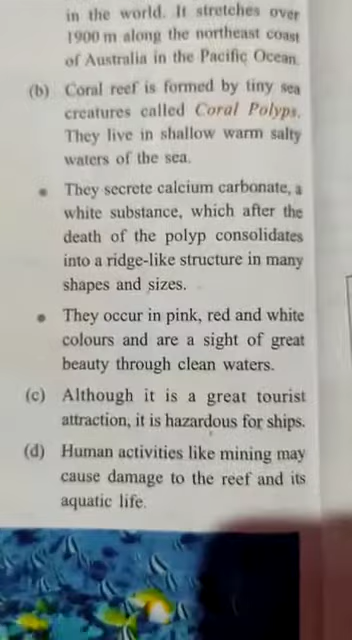 in the world. It stretches over
1900 m along the northeast coast
of Australia in the Pacific Ocean.
(b) Coral reef is formed by tiny sea
creatures called Coral Polyps.
They live in shallow warm salty
waters of the sea.
• They secrete calcium carbonate, a
white substance, which after the
death of the polyp consolidates
into a ridge-like structure in many
shapes and sizes.
• They occur in pink, red and white
colours and are a sight of great
beauty through clean waters.
(c) Although it is a great tourist
attraction, it is hazardous for ships.
(d) Human activities like mining may
cause damage to the reef and its
aquatic life.